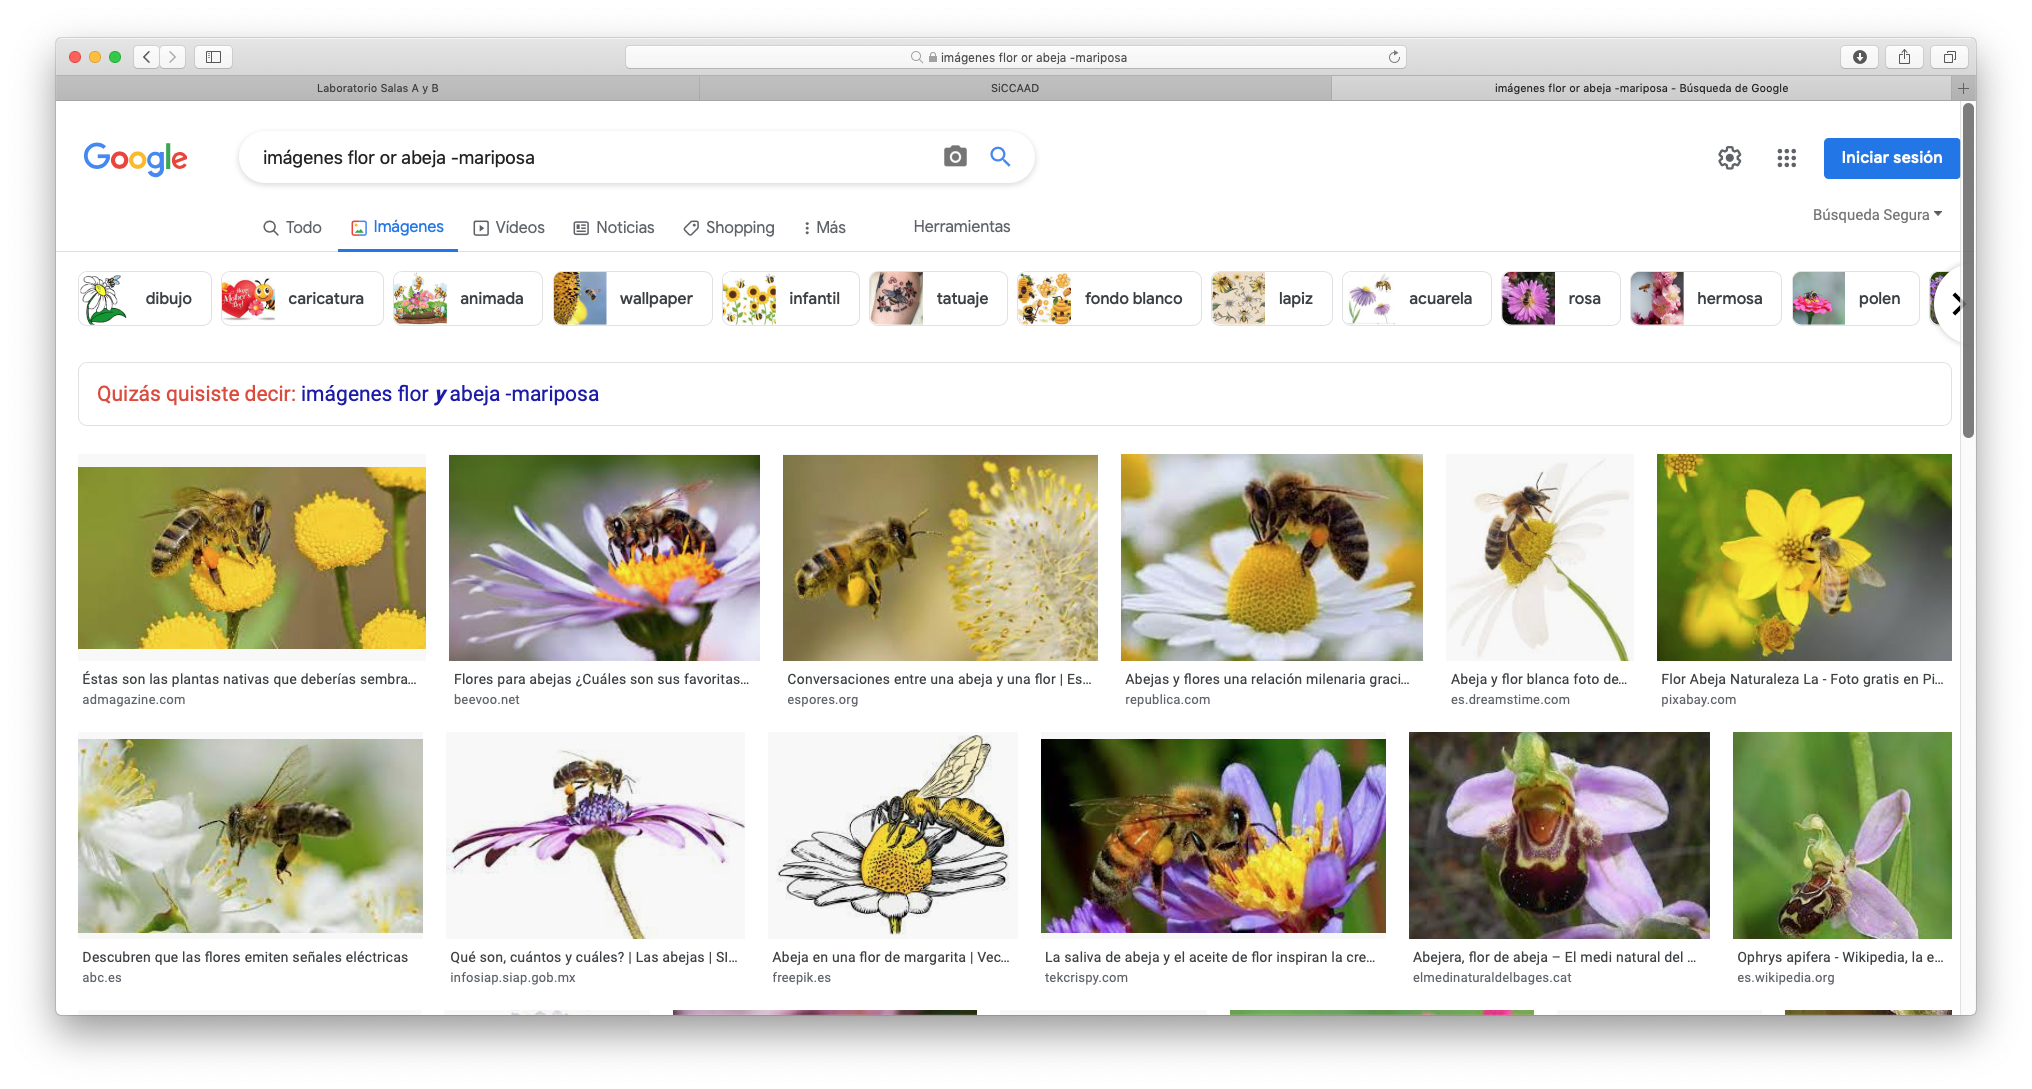 imágenes flor or abeja -mariposa
Laboratorio Salas A y B
SiCCAAD
imágenes flor or abeja -mariposa - Búsqueda de Google
Google
imágenes flor or abeja -mariposa
Iniciar sesión
Todo
Imágenes
Videos
Noticias
Shopping
Más
Herramientas
Búsqueda Segura
dibujo
caricatura
animada
wallpaper
infantil
tatuaje
fondo blanco
lapiz
acuarela
rosa
hermosa
polen
Quizás quisiste decir: imágenes flor y abeja -mariposa
Éstas son las plantas nativas que deberías sembra...
admagazine.com
Flores para abejas ¿Cuáles son sus favoritas...
beevoo.net
Conversaciones entre una abeja y una flor | Es...
espores.org
Abejas y flores una relación milenaria graci...
republica.com
Abeja y flor blanca foto de...
es.dreamstime.com
Flor Abeja Naturaleza La - Foto gratis en Pi...
pixabay.com
Descubren que las flores emiten señales eléctricas
abc.es
Qué son, cuántos y cuáles? | Las abejas | SI...
infosiap.siap.gob.mx
Abeja en una flor de margarita | Vec...
freepik.es
La saliva de abeja y el aceite de flor inspiran la cre...
tekcrispy.com
Abejera, flor de abeja – El medi natural del ...
elmedinaturaldelbages.cat
Ophrys apifera - Wikipedia, la e...
es.wikipedia.org